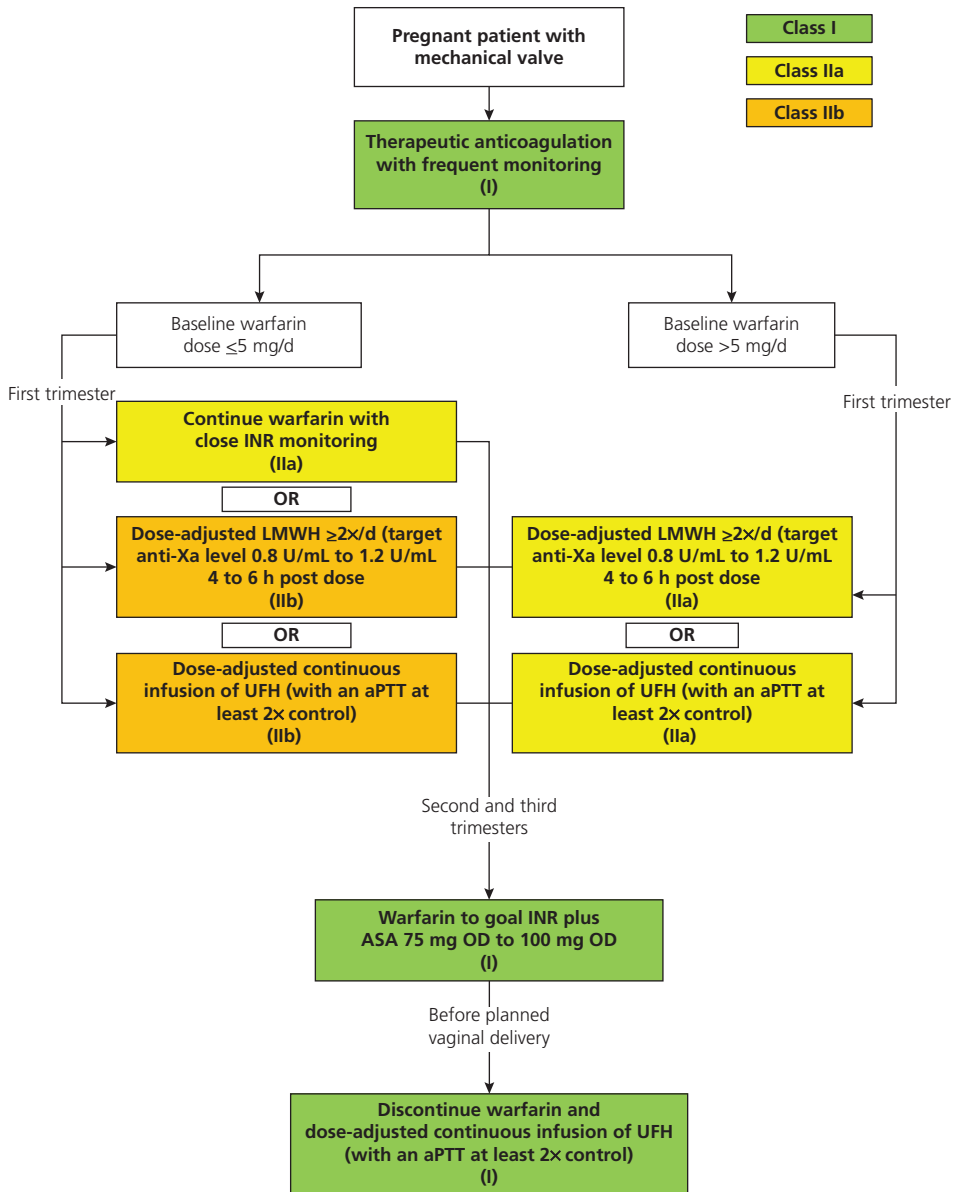 Pregnant patient with
mechanical valve
Class I
Class IIa
Class IIb
Therapeutic anticoagulation
with frequent monitoring
(I)
Baseline warfarin
dose ≤5 mg/d
Baseline warfarin
dose >5 mg/d
First trimester
First trimester
Continue warfarin with
close INR monitoring
(IIa)
OR
Dose-adjusted LMWH ≥2×/d (target
anti-Xa level 0.8 U/mL to 1.2 U/mL
4 to 6 h post dose
(IIb)
Dose-adjusted LMWH ≥2×/d (target
anti-Xa level 0.8 U/mL to 1.2 U/mL
4 to 6 h post dose
(IIa)
OR
OR
Dose-adjusted continuous
infusion of UFH (with an aPTT at
least 2× control)
(IIb)
Dose-adjusted continuous
infusion of UFH (with an aPTT at
least 2× control)
(IIa)
Second and third
trimesters
Warfarin to goal INR plus
ASA 75 mg OD to 100 mg OD
(I)
Before planned
vaginal delivery
Discontinue warfarin and
dose-adjusted continuous infusion of UFH
(with an aPTT at least 2× control)
(I)